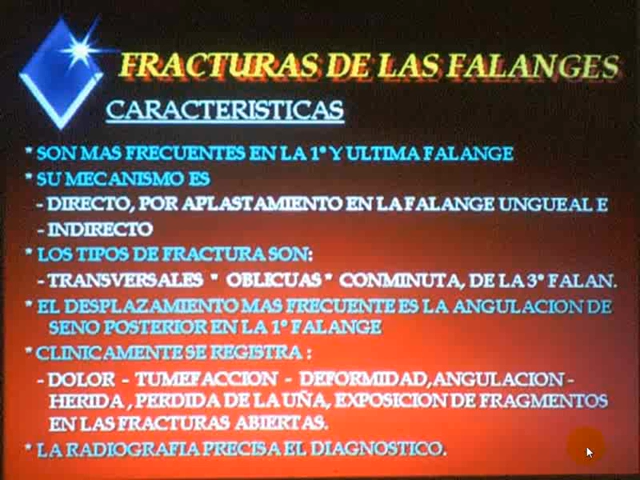 FRACTURAS DE LAS FALANGES
CARACTERISTICAS
* SON MAS FRECUENTES EN LA 1ª Y ULTIMA FALANGE
* SU MECANISMO ES
- DIRECTO, POR APLASTAMIENTO EN LA FALANGE UNGUEAL E
- INDIRECTO
* LOS TIPOS DE FRACTURA SON:
- TRANSVERSALES * OBLICUAS * CONMINUTA, DE LA 3ª FALAN.
* EL DESPLAZAMIENTO MAS FRECUENTE ES LA ANGULACION DE
SENO POSTERIOR EN LA 1ª FALANGE
* CLINICAMENTE SE REGISTRA :
- DOLOR - TUMEFACCION - DEFORMIDAD, ANGULACION -
HERIDA , PERDIDA DE LA UÑA, EXPOSICION DE FRAGMENTOS
EN LAS FRACTURAS ABIERTAS.
* LA RADIOGRAFIA PRECISA EL DIAGNOSTICO.